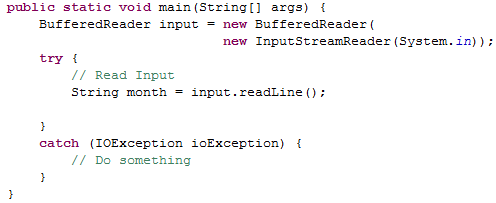 public static void main(String[] args) {
    BufferedReader input = new BufferedReader(
                           new InputStreamReader(System.in));
    try {
        // Read Input
        String month = input.readLine();

    }
    catch (IOException ioException) {
        // Do something
    }
}